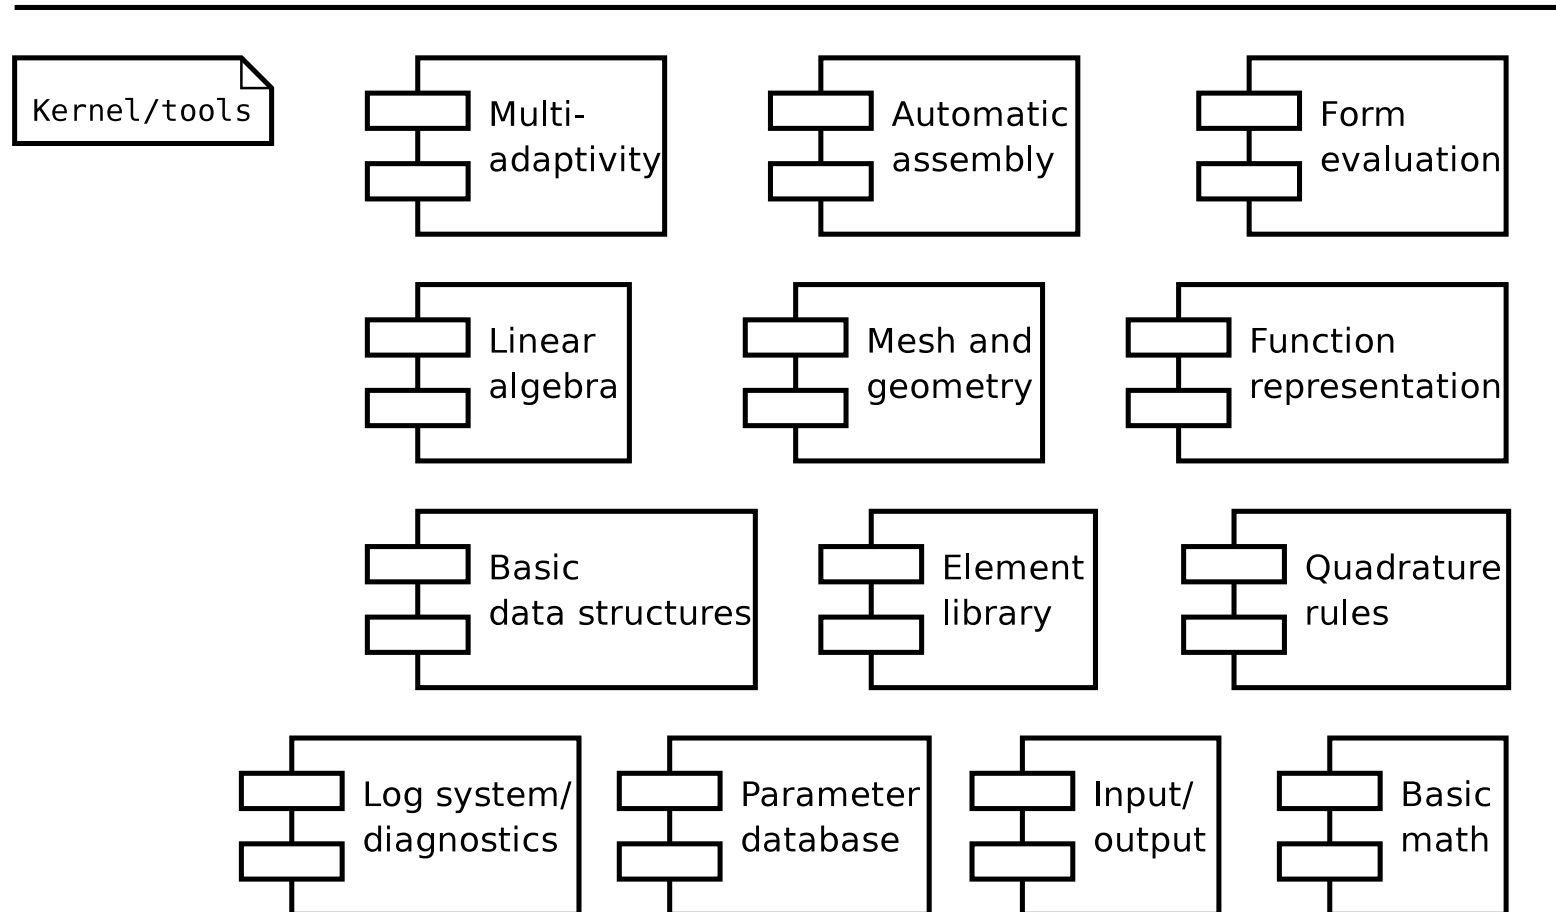 Kernel/tools
Multi-
adaptivity
Automatic
assembly
Form
evaluation
Linear
algebra
Mesh and
geometry
Function
representation
Basic
data structures
Element
library
Quadrature
rules
Log system/
diagnostics
Parameter
database
Input/
output
Basic
math